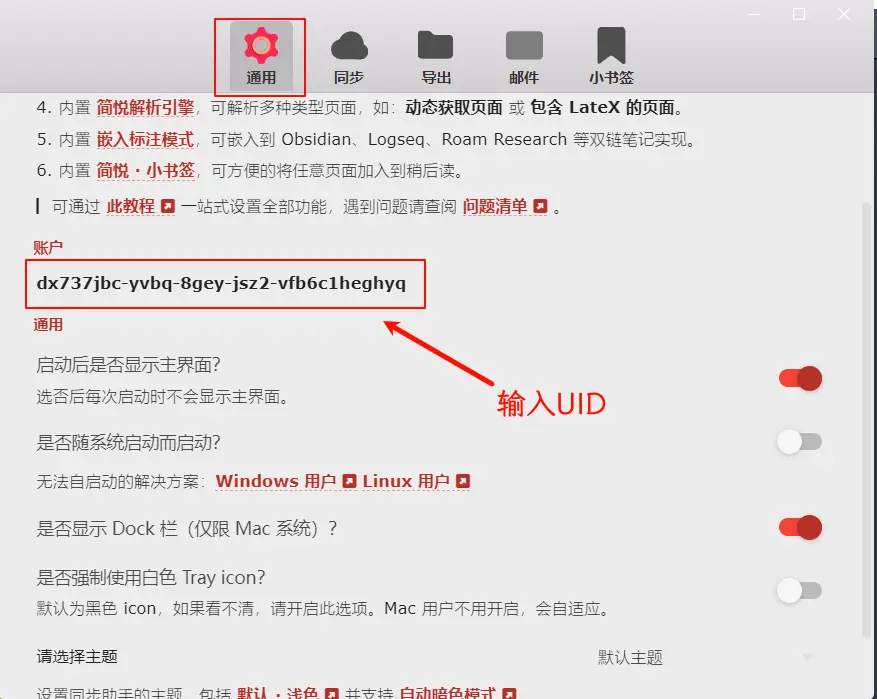 通用 同步 导出 邮件 小书签
4. 内置 简悦解析引擎，可解析多种类型页面，如：动态获取页面 或 包含 LateX 的页面。
5. 内置 嵌入标注模式，可嵌入到 Obsidian、Logseq、Roam Research 等双链笔记实现。
6. 内置 简悦 · 小书签，可方便的将任意页面加入到稍后读。
可通过 此教程 一站式设置全部功能，遇到问题请查阅 问题清单 。
账户
dx737jbc-yvbq-8gey-jsz2-vfb6c1heghyq
通用
启动后是否显示主界面？
选否后每次启动时不会显示主界面。
输入UID
是否随系统启动而启动？
无法自启动的解决方案：Windows 用户 Linux 用户
是否显示 Dock 栏（仅限 Mac 系统）？
是否强制使用白色 Tray icon？
默认为黑色 icon，如果看不清，请开启此选项。Mac 用户不用开启，会自适应。
请选择主题 默认主题
设置同步助手的主题，包括 默认 · 浅色 并支持 自动暗色模式